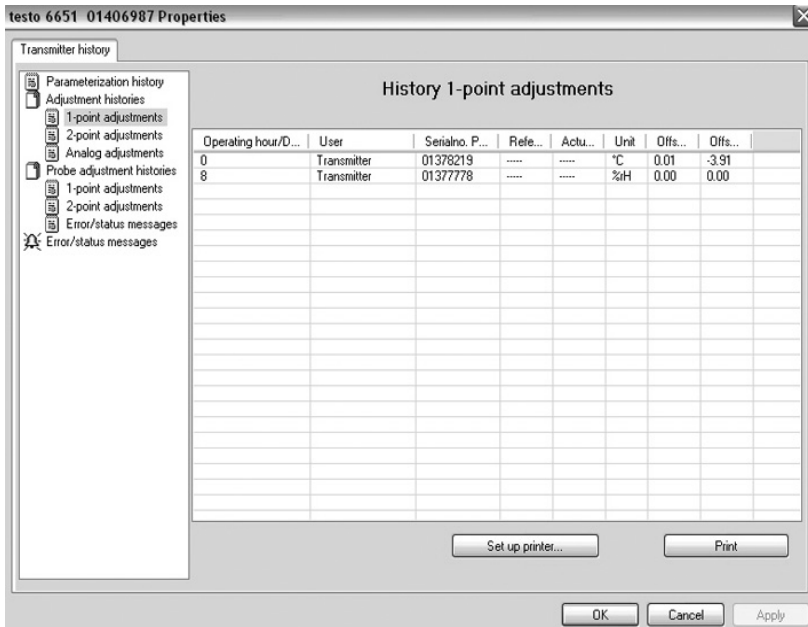 testo 6651 01406987 Properties
Transmitter history
Parameterization history
Adjustment histories
1-point adjustments
2-point adjustments
Analog adjustments
Probe adjustment histories
1-point adjustments
2-point adjustments
Error/status messages
Error/status messages
History 1-point adjustments
Operating hour/D... User Serialno. P... Refe... Actu... Unit Offs... Offs...
0 Transmitter 01378219 ----- ----- °C 0.01 -3.91
8 Transmitter 01377778 ----- ----- %rH 0.00 0.00
Set up printer... Print
OK Cancel Apply